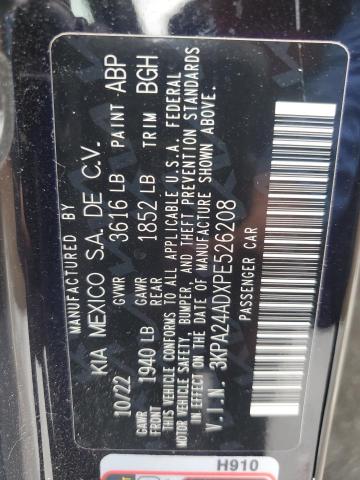 MANUFACTURED BY
KIA MEXICO S.A. DE C.V.
10/22 GVWR 3616 LB PAINT ABP
GAWR FRONT 1940 LB GAWR REAR 1852 LB TRIM BGH
THIS VEHICLE CONFORMS TO ALL APPLICABLE U.S.A. FEDERAL
MOTOR VEHICLE SAFETY, BUMPER, AND THEFT PREVENTION STANDARDS
IN EFFECT ON THE DATE OF MANUFACTURE SHOWN ABOVE.
V.I.N. 3KPA24ADXPE526208
PASSENGER CAR
H910